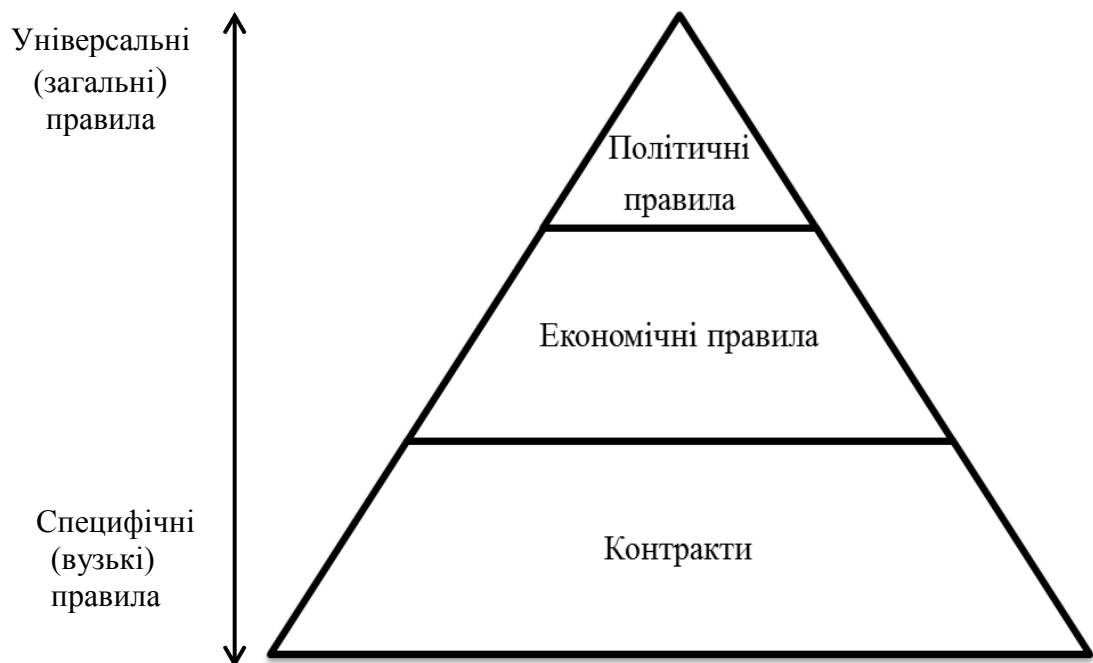 Універсальні
(загальні)
правила
Політичні
правила
Економічні правила
Специфічні
(вузькі)
правила
Контракти